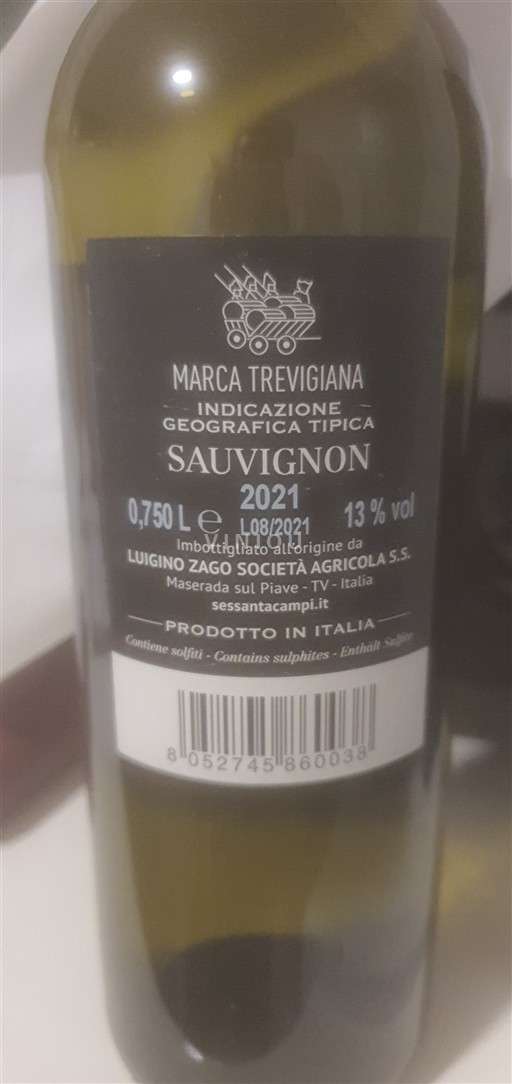 MARCA TREVIGIANA
INDICAZIONE
GEOGRAFICA TIPICA
SAUVIGNON
2021
0,750 L e L08/2021 13 % vol
VINIOU
Imbottigliato all'origine da
LUIGINO ZAGO SOCIETÀ AGRICOLA S.S.
Maserada sul Piave - TV - Italia
sessantacampi.it
PRODOTTO IN ITALIA
Contiene solfiti - Contains sulphites - Enthält Sulfite
8 052745 860038